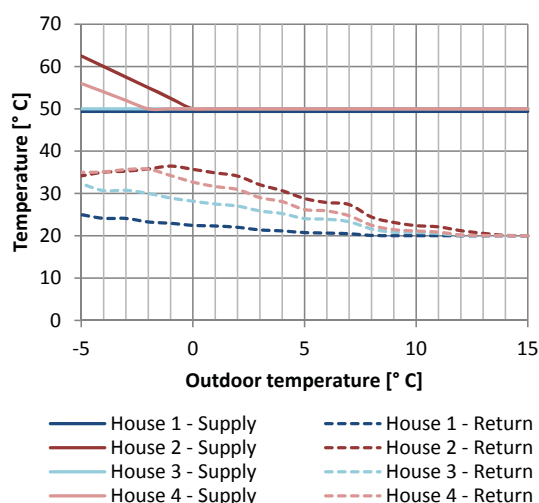 70
60
50
40
30
20
10
0
Temperature [° C]
-5 0 5 10 15
Outdoor temperature [° C]
House 1 - Supply House 1 - Return
House 2 - Supply House 2 - Return
House 3 - Supply House 3 - Return
House 4 - Supply House 4 - Return